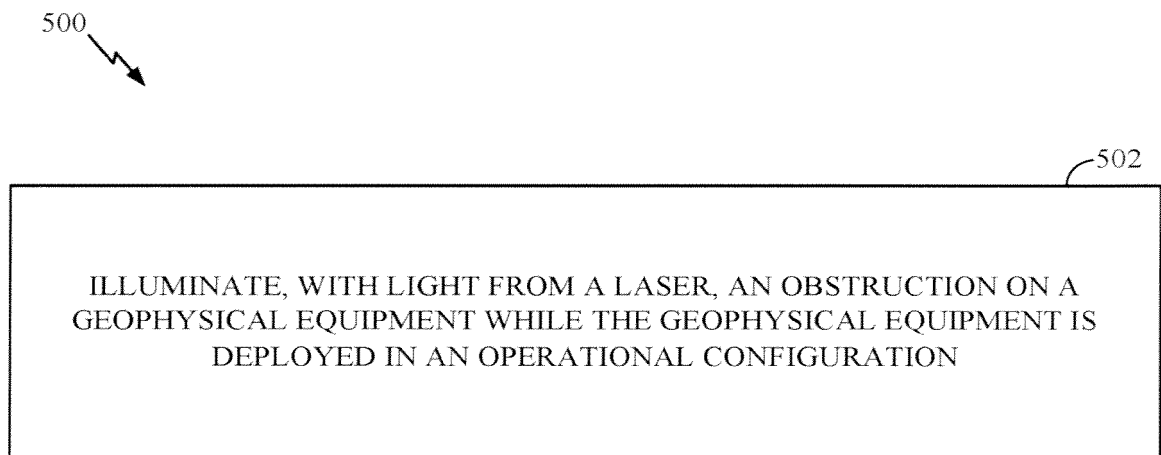 500
502
ILLUMINATE, WITH LIGHT FROM A LASER, AN OBSTRUCTION ON A
GEOPHYSICAL EQUIPMENT WHILE THE GEOPHYSICAL EQUIPMENT IS
DEPLOYED IN AN OPERATIONAL CONFIGURATION